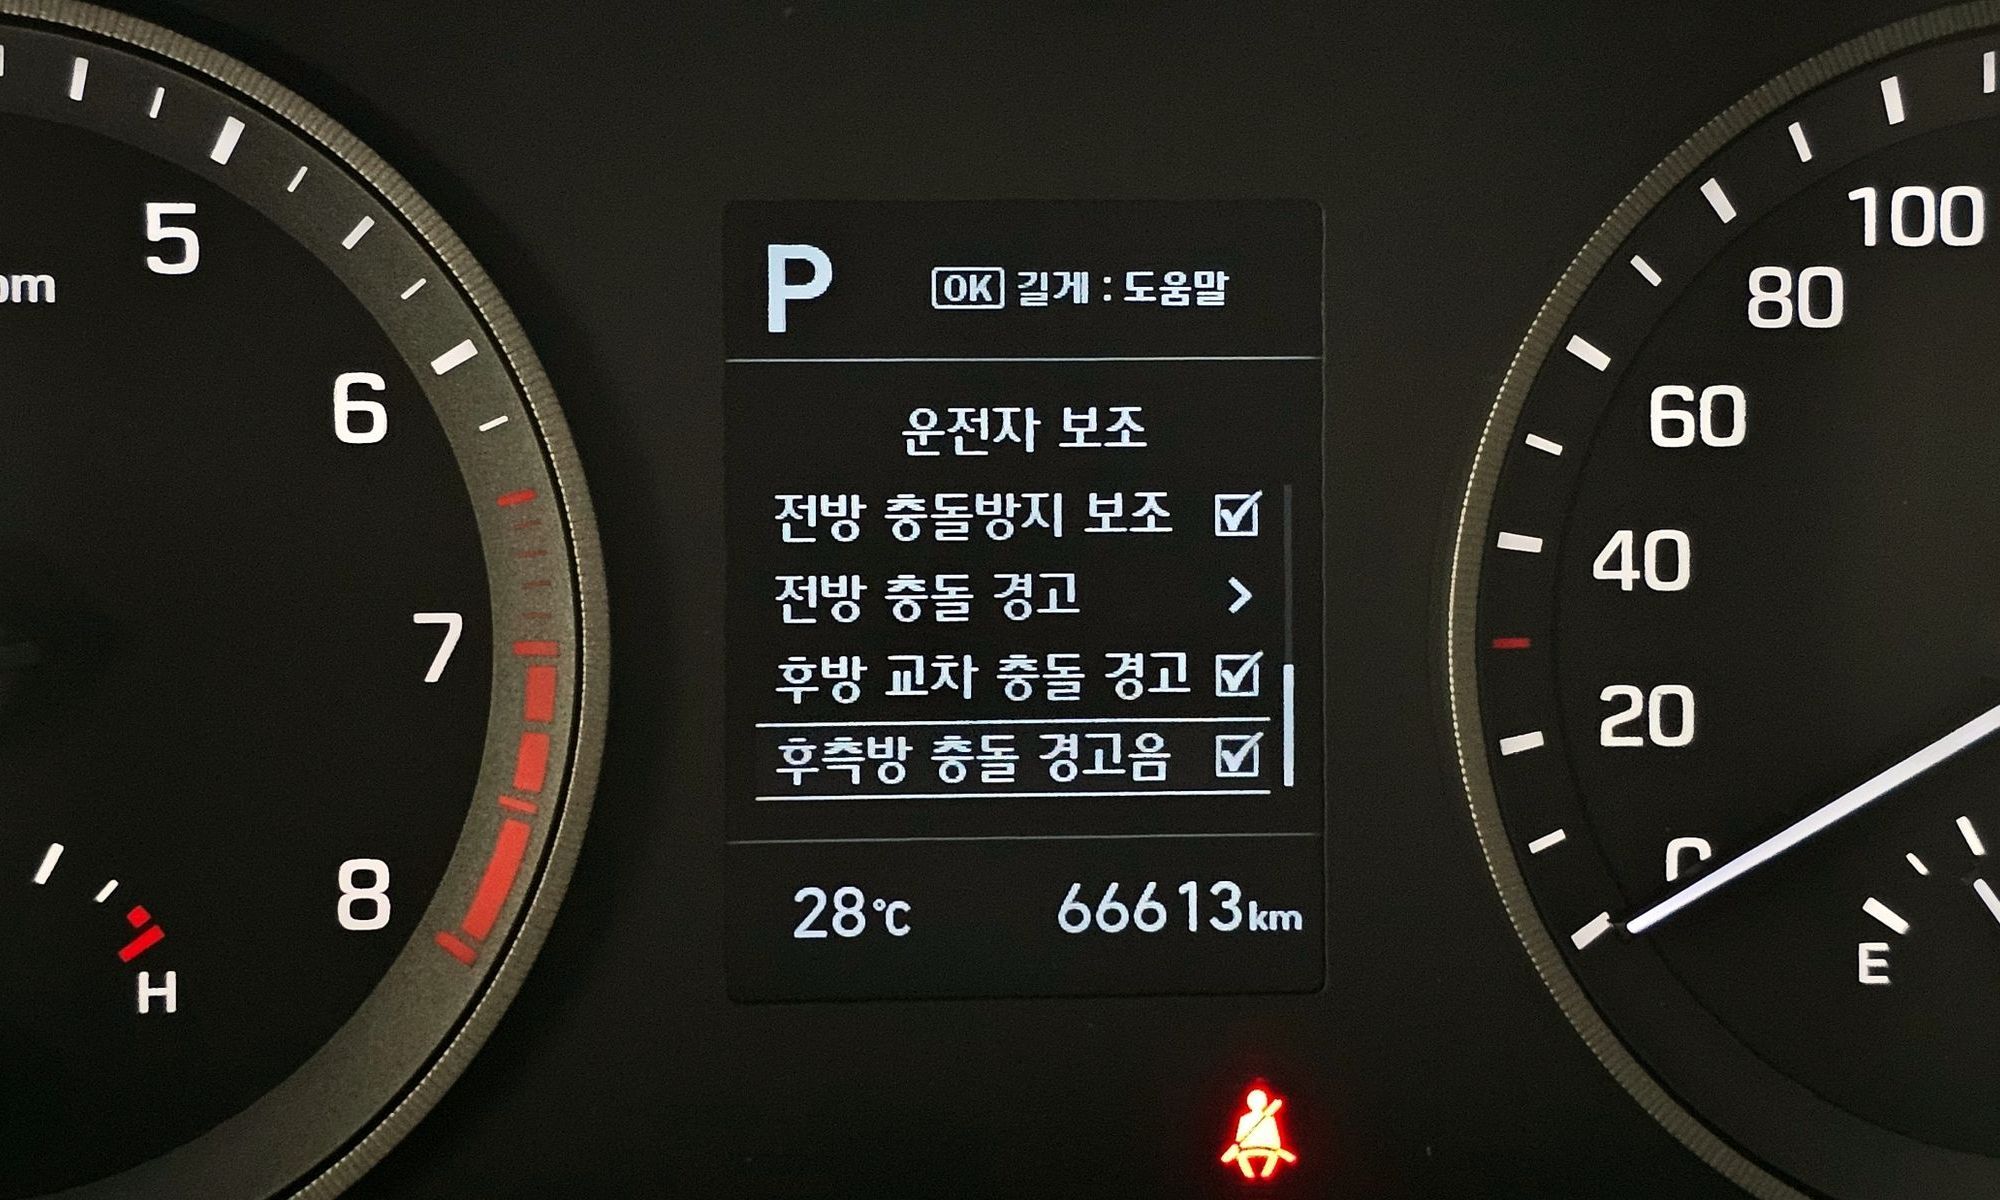 5
6
7
8
H
P
OK 길게 : 도움말
운전자 보조
전방 충돌방지 보조
전방 충돌 경고 >
후방 교차 충돌 경고
후측방 충돌 경고음
28℃ 66613km
100
80
60
40
20
0
E